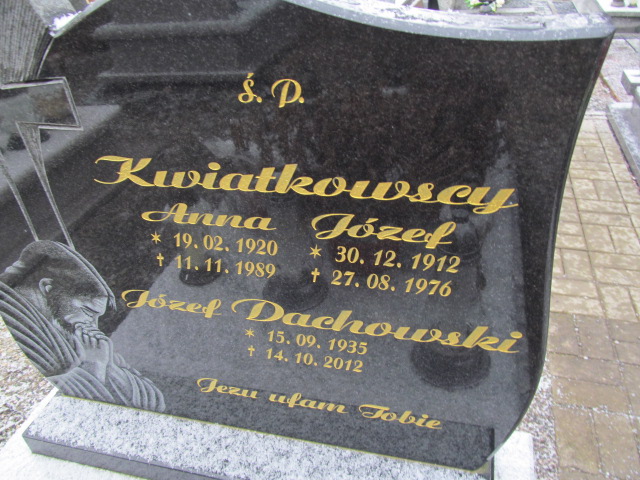 Ś. P.
Kwiatkowscy
Anna Józef
* 19. 02. 1920 * 30. 12. 1912
† 11. 11. 1989 † 27. 08. 1976
Józef Dachowski
* 15. 09. 1935
† 14. 10. 2012
Jezu ufam Tobie